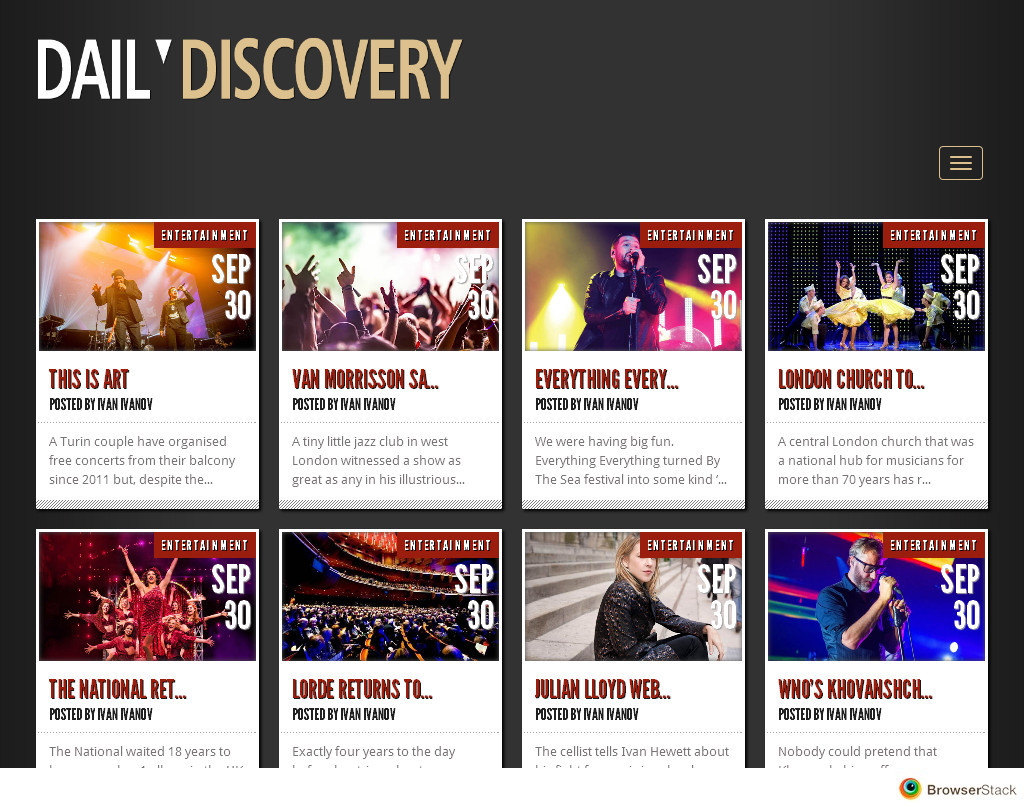 DAIL'DISCOVERY
ENTERTAINMENT
SEP
30
THIS IS ART
POSTED BY IVAN IVANOV
A Turin couple have organised
free concerts from their balcony
since 2011 but, despite the...
ENTERTAINMENT
SEP
30
VAN MORRISSON SA...
POSTED BY IVAN IVANOV
A tiny little jazz club in west
London witnessed a show as
great as any in his illustrious...
ENTERTAINMENT
SEP
30
EVERYTHING EVERY...
POSTED BY IVAN IVANOV
We were having big fun.
Everything Everything turned By
The Sea festival into some kind ‘...
ENTERTAINMENT
SEP
30
LONDON CHURCH TO...
POSTED BY IVAN IVANOV
A central London church that was
a national hub for musicians for
more than 70 years has r...
ENTERTAINMENT
SEP
30
THE NATIONAL RET...
POSTED BY IVAN IVANOV
The National waited 18 years to
ENTERTAINMENT
SEP
30
LORDE RETURNS TO...
POSTED BY IVAN IVANOV
Exactly four years to the day
ENTERTAINMENT
SEP
30
JULIAN LLOYD WEB...
POSTED BY IVAN IVANOV
The cellist tells Ivan Hewett about
ENTERTAINMENT
SEP
30
WNO'S KHOVANSHCH...
POSTED BY IVAN IVANOV
Nobody could pretend that
BrowserStack